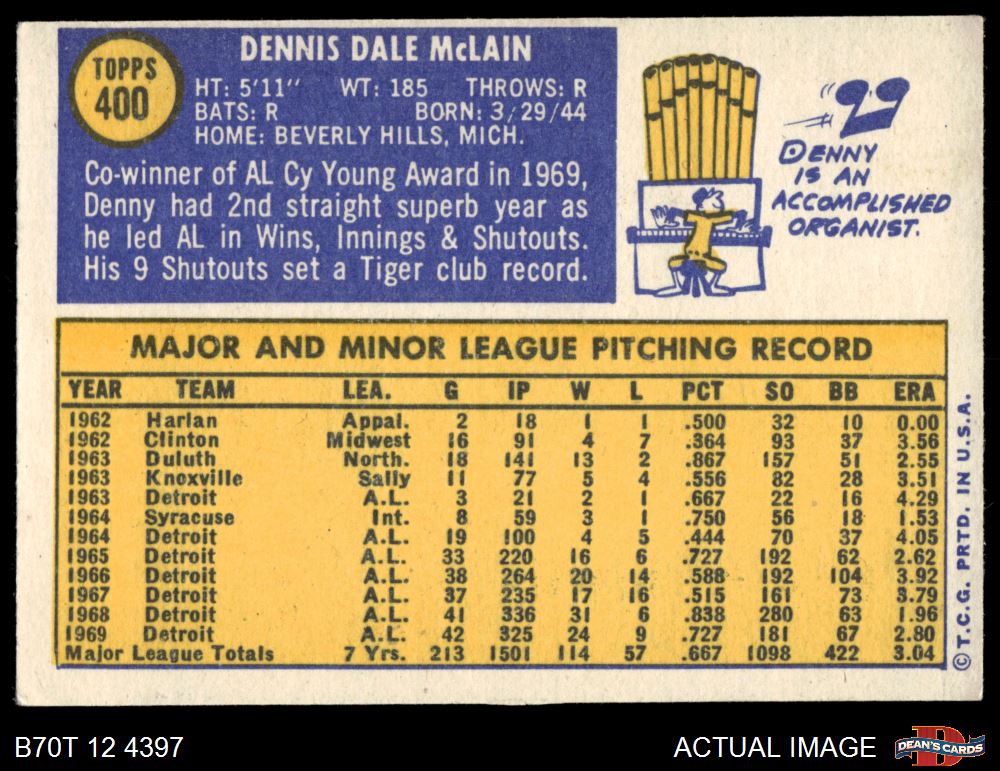 TOPPS
400
DENNIS DALE McLAIN
HT: 5'11" WT: 185 THROWS: R
BATS: R BORN: 3/29/44
HOME: BEVERLY HILLS, MICH.
Co-winner of AL Cy Young Award in 1969,
Denny had 2nd straight superb year as
he led AL in Wins, Innings & Shutouts.
His 9 Shutouts set a Tiger club record.
DENNY
IS AN
ACCOMPLISHED
ORGANIST.
MAJOR AND MINOR LEAGUE PITCHING RECORD
YEAR TEAM LEA. G IP W L PCT SO BB ERA
1962 Harlan Appal. 2 18 1 1 .500 32 10 0.00
1962 Clinton Midwest 16 91 4 7 .364 93 37 3.56
1963 Duluth North. 18 141 13 2 .867 157 51 2.55
1963 Knoxville Sally 11 77 5 4 .556 82 28 3.51
1963 Detroit A.L. 3 21 2 1 .667 22 16 4.29
1964 Syracuse Int. 8 59 3 1 .750 56 18 1.53
1964 Detroit A.L. 19 100 4 5 .444 70 37 4.05
1965 Detroit A.L. 33 220 16 6 .727 192 62 2.62
1966 Detroit A.L. 38 264 20 14 .588 192 104 3.92
1967 Detroit A.L. 37 235 17 16 .515 161 73 3.79
1968 Detroit A.L. 41 336 31 6 .838 280 63 1.96
1969 Detroit A.L. 42 325 24 9 .727 181 67 2.80
Major League Totals 7 Yrs. 213 1501 114 57 .667 1098 422 3.04
© T.C.G. PRTD. IN U.S.A.
B70T 12 4397
ACTUAL IMAGE
DEAN'S CARDS